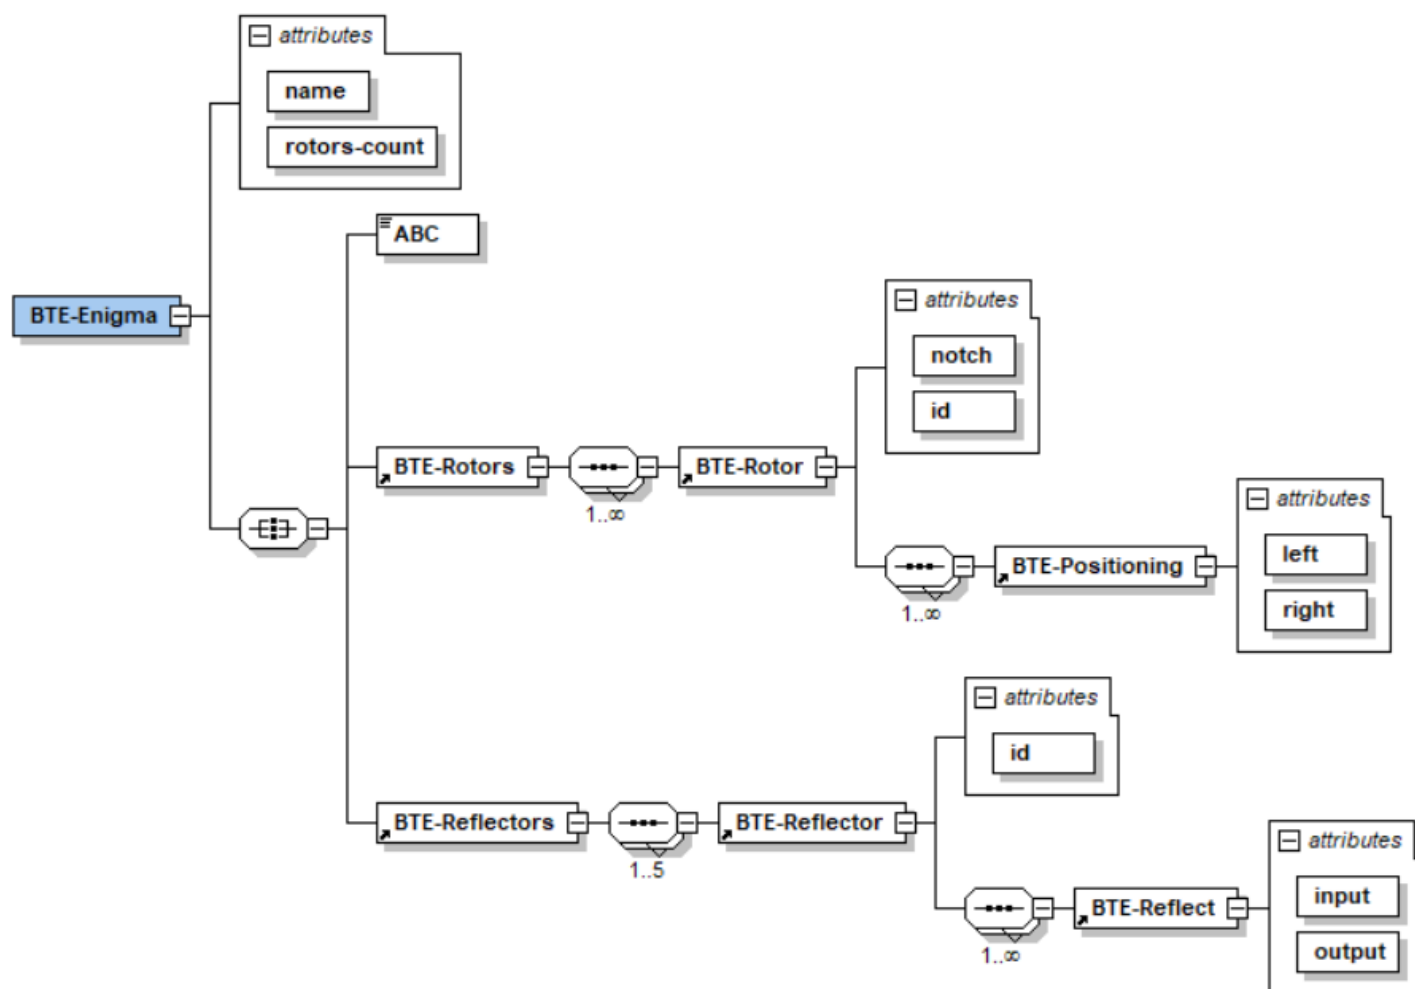 attributes
name
rotors-count
ABC
BTE-Enigma
attributes
notch
id
BTE-Rotors
1..∞
BTE-Rotor
attributes
left
right
BTE-Positioning
1..∞
attributes
id
BTE-Reflectors
1..5
BTE-Reflector
attributes
input
output
BTE-Reflect
1..∞